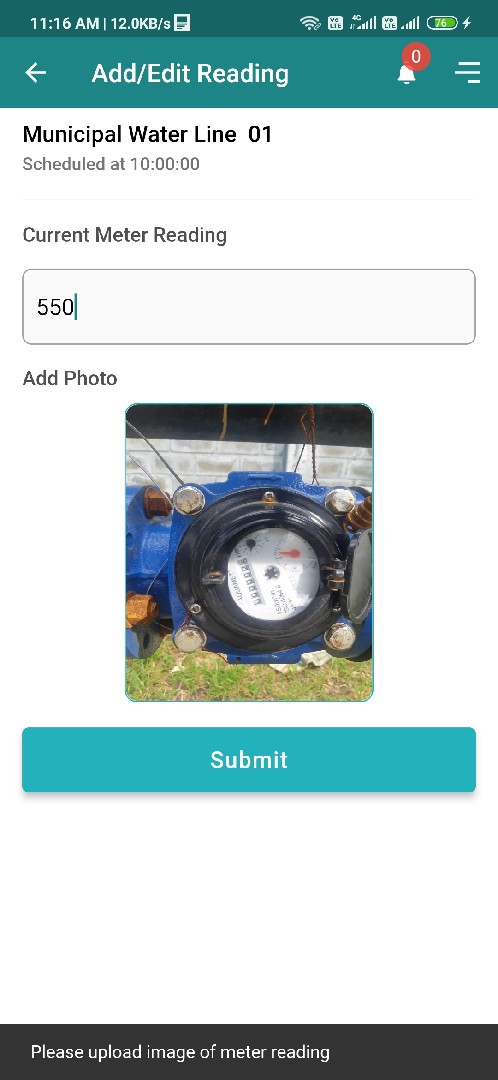 11:16 AM | 12.0KB/s
76
Add/Edit Reading
0
Municipal Water Line 01
Scheduled at 10:00:00
Current Meter Reading
550
Add Photo
Submit
Please upload image of meter reading